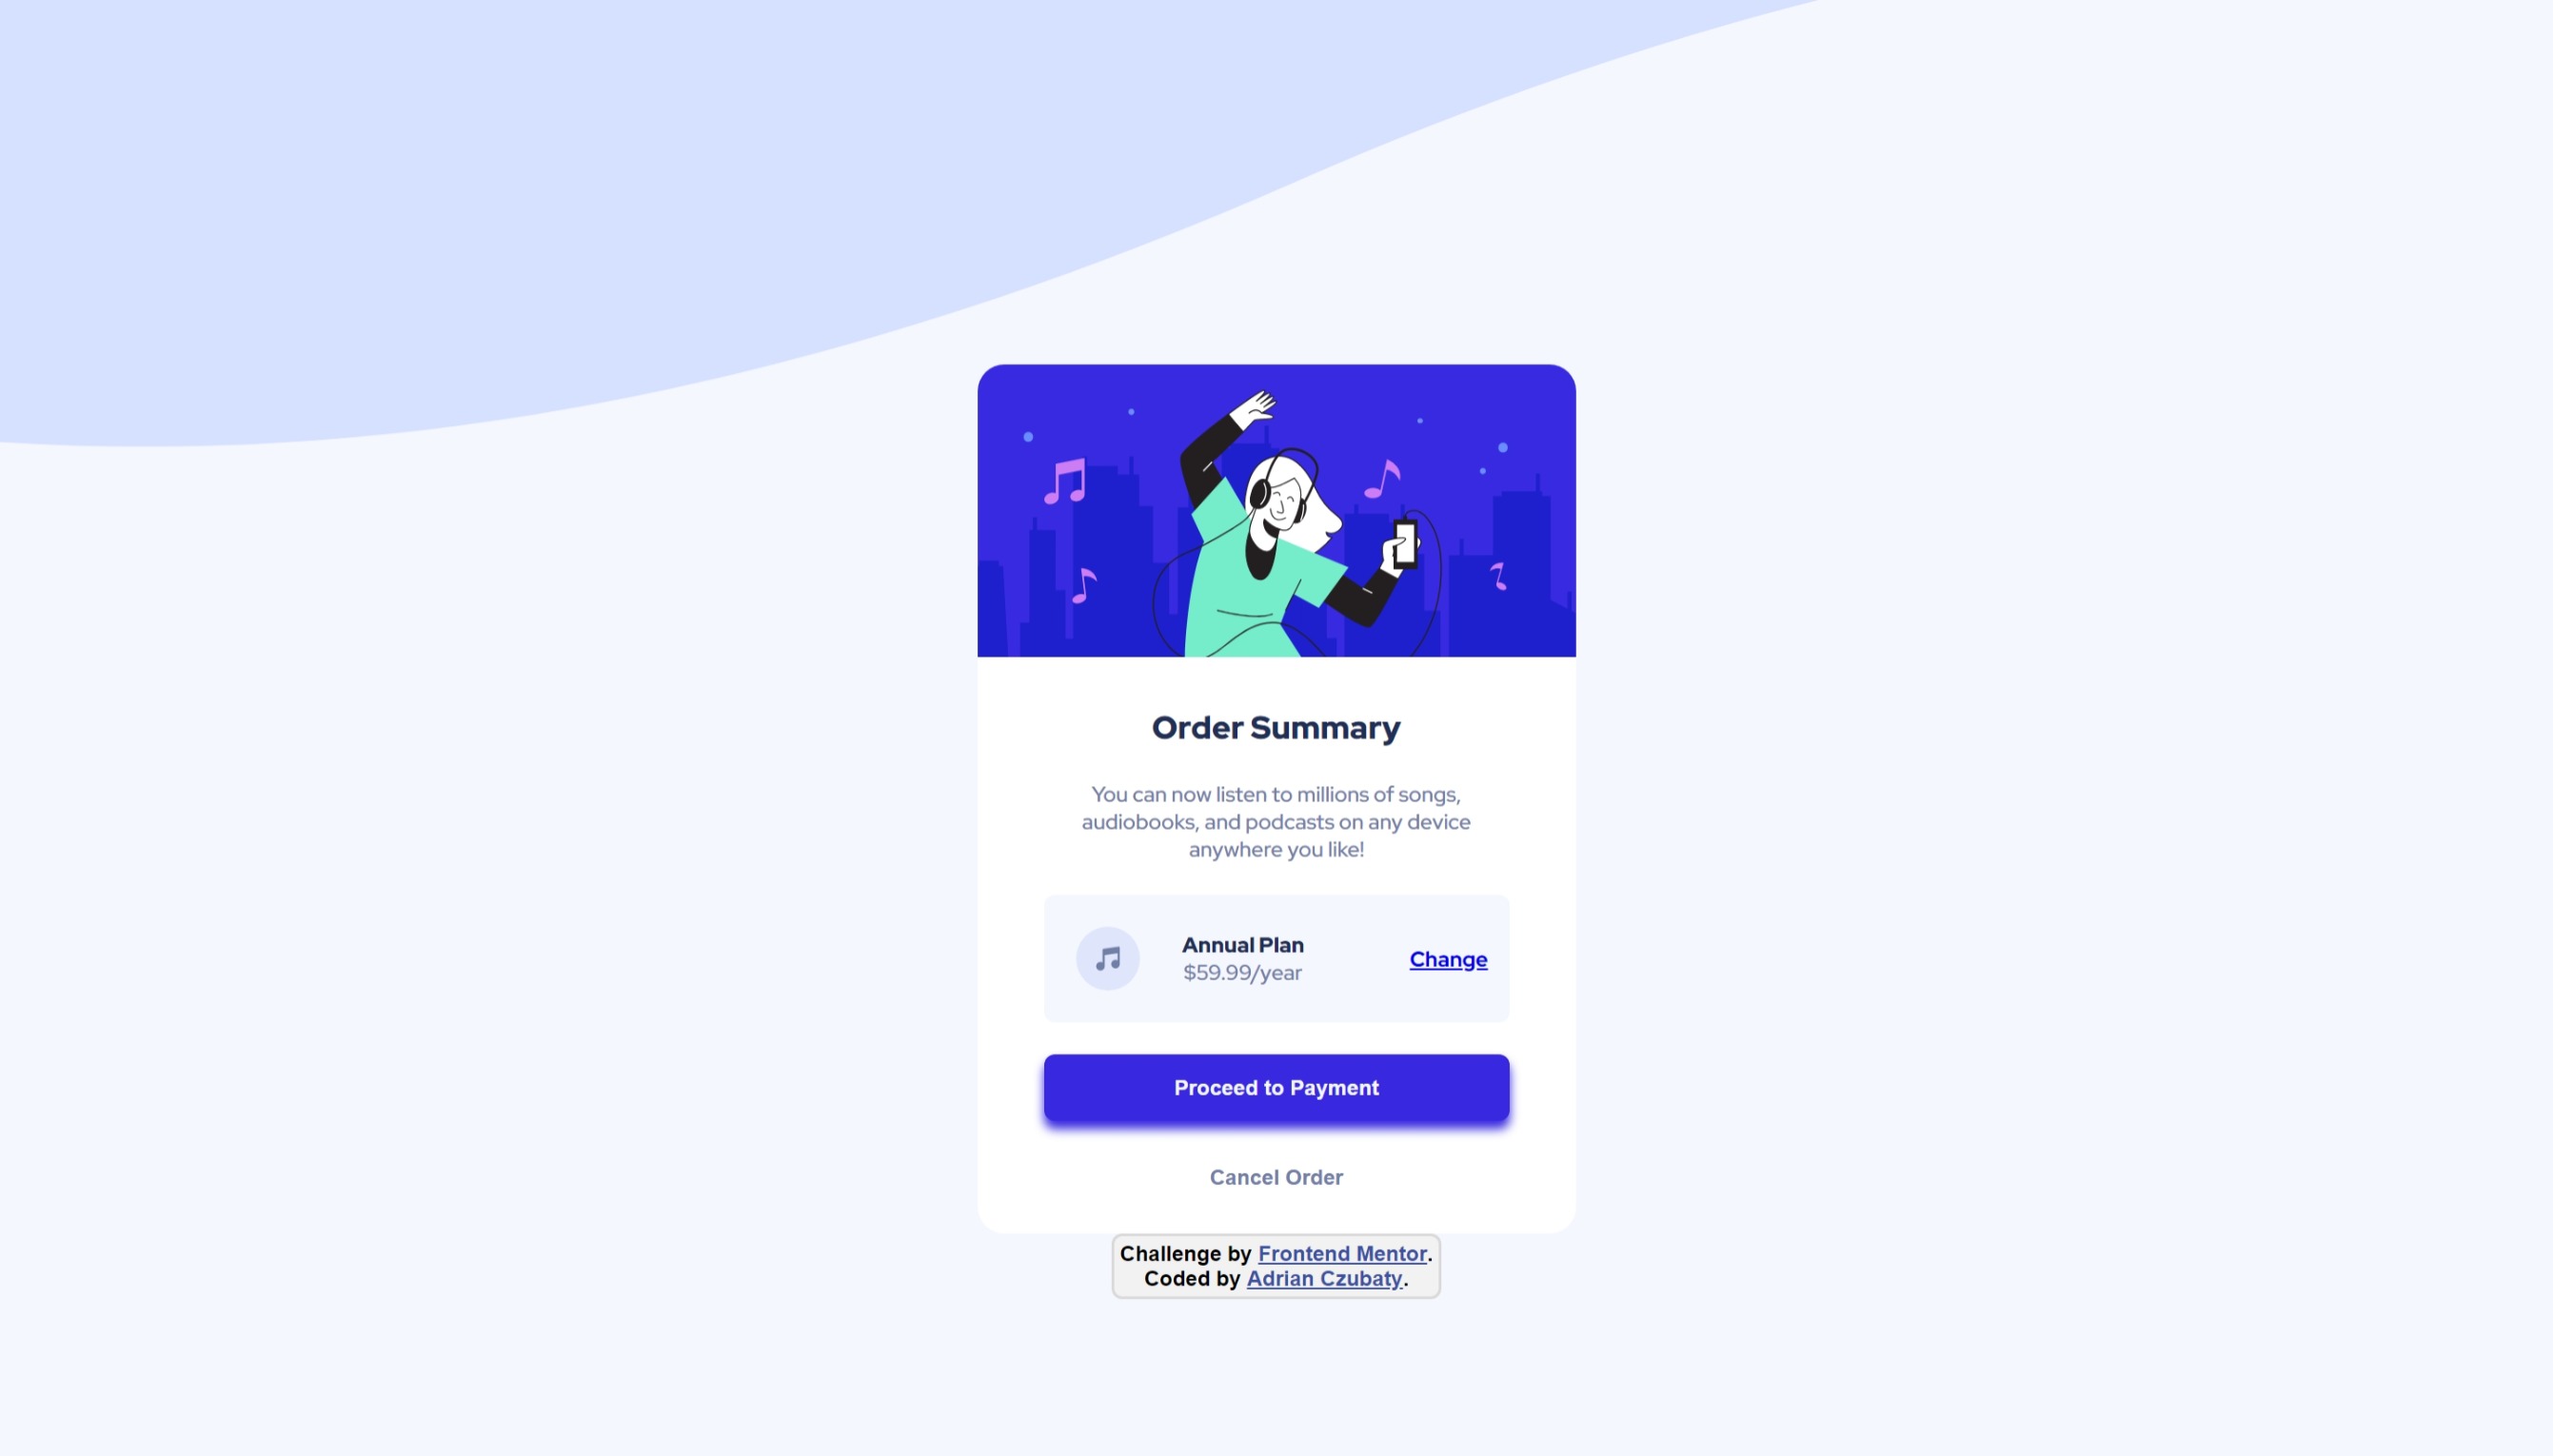 Order Summary
You can now listen to millions of songs,
audiobooks, and podcasts on any device
anywhere you like!
Annual Plan
$59.99/year
Change
Proceed to Payment
Cancel Order
Challenge by Frontend Mentor.
Coded by Adrian Czubaty.